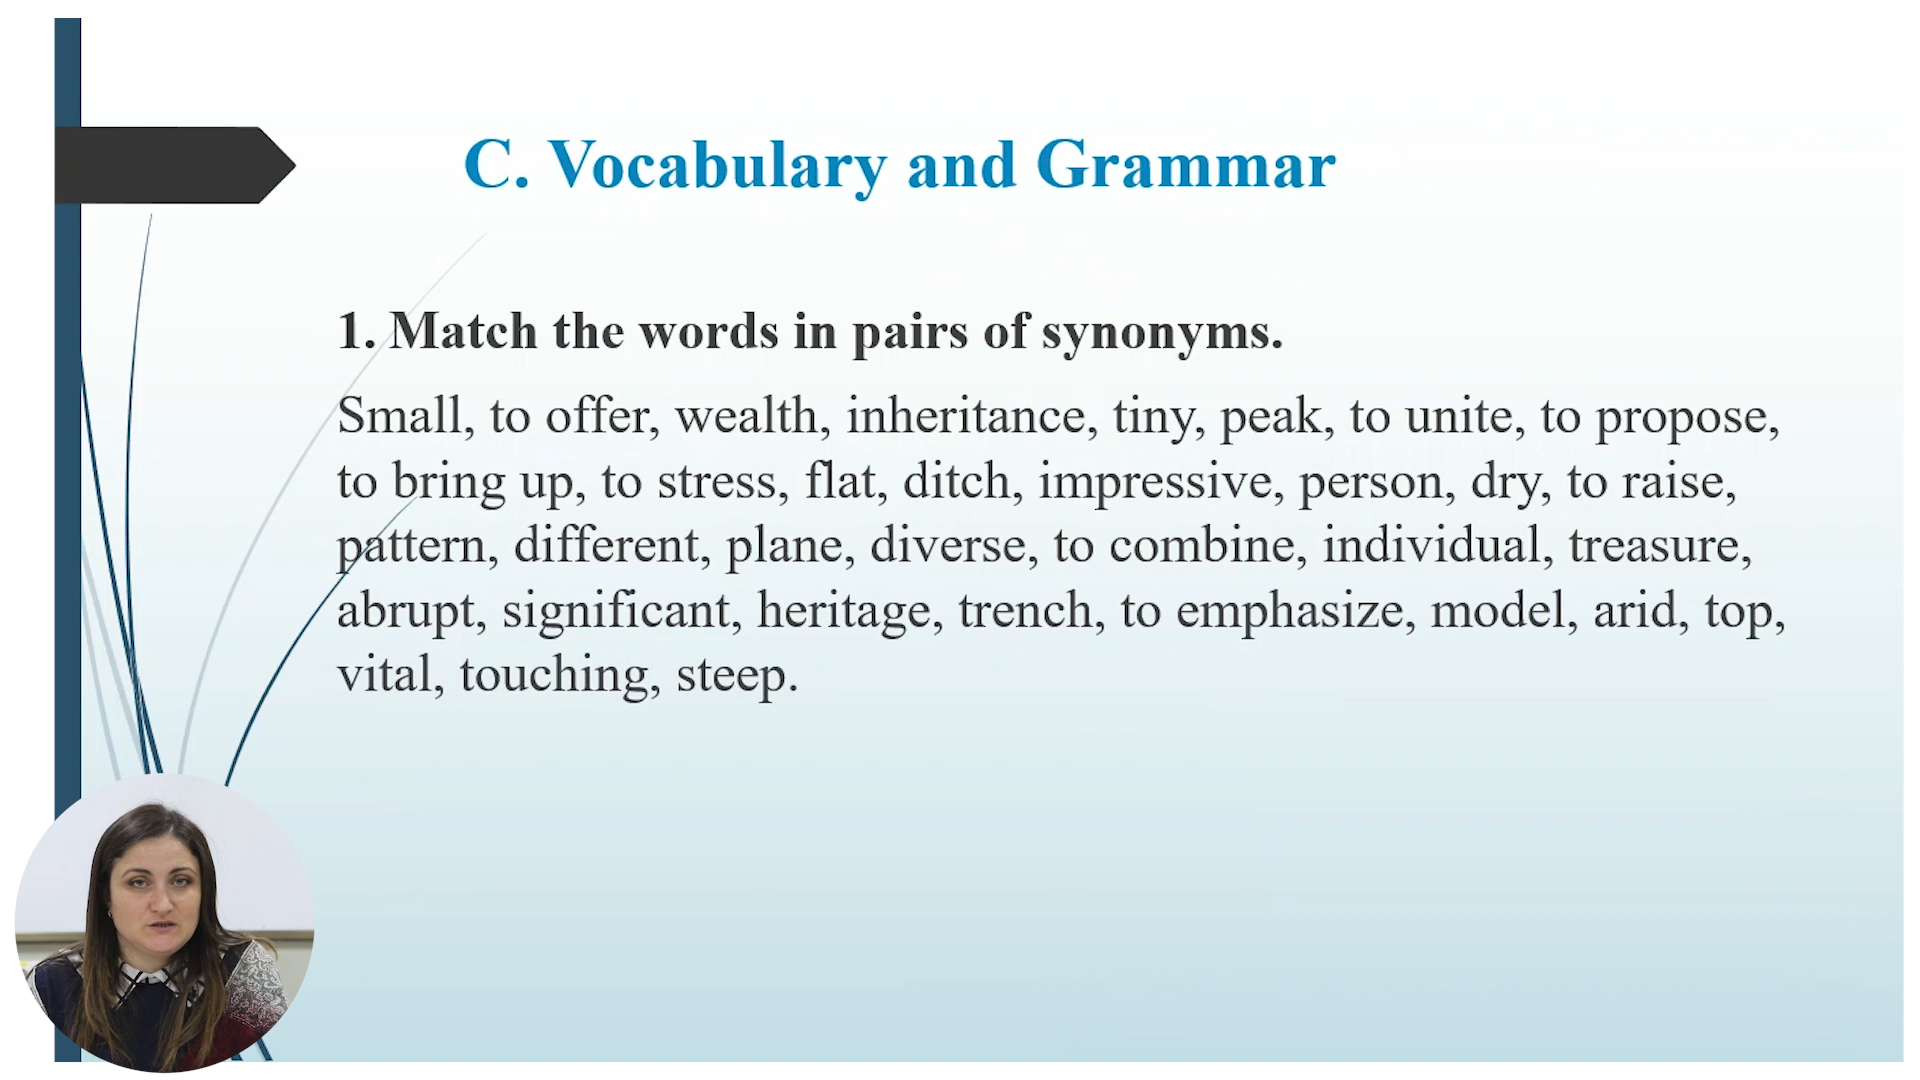 C. Vocabulary and Grammar
1. Match the words in pairs of synonyms.
Small, to offer, wealth, inheritance, tiny, peak, to unite, to propose,
to bring up, to stress, flat, ditch, impressive, person, dry, to raise,
pattern, different, plane, diverse, to combine, individual, treasure,
abrupt, significant, heritage, trench, to emphasize, model, arid, top,
vital, touching, steep.